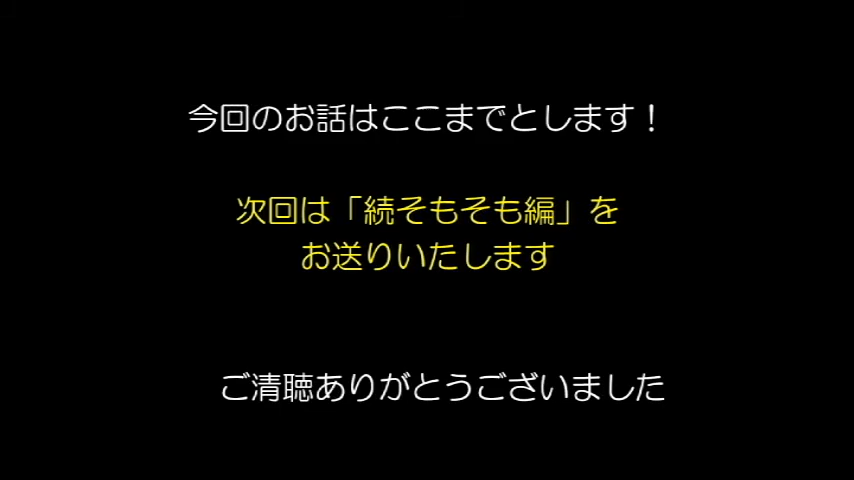 今回のお話はここまでとします！
次回は「続そもそも編」を
お送りいたします
ご清聴ありがとうございました